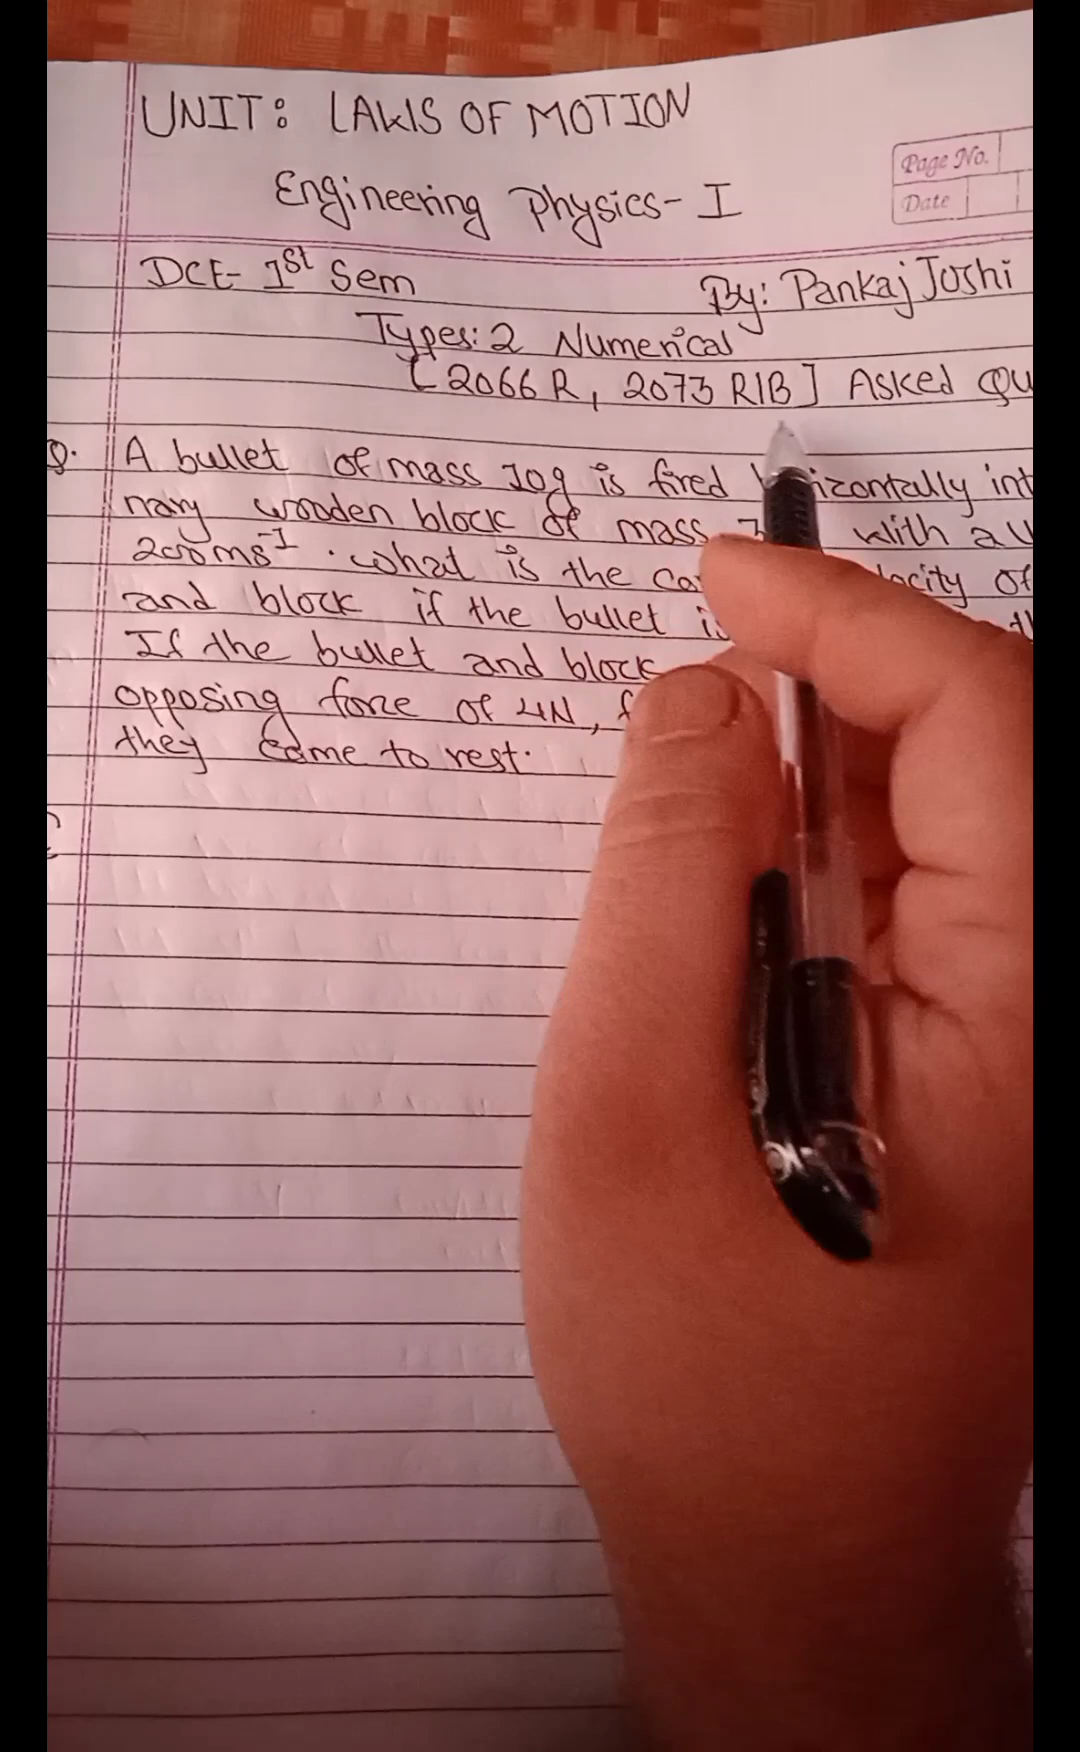 UNIT: LAWS OF MOTION
Engineering Physics-I
Page No.
Date
DCE- 1st Sem
By: Pankaj Joshi
Types: 2 Numerical
[2066 R, 2073 RIB] Asked Qu
Q. A bullet of mass 10g is fired izontally int
nary wooden block of mass with a
200ms⁻¹. what is the locity of
and block if the bullet
If the bullet and block
opposing force of 4N,
they came to rest.